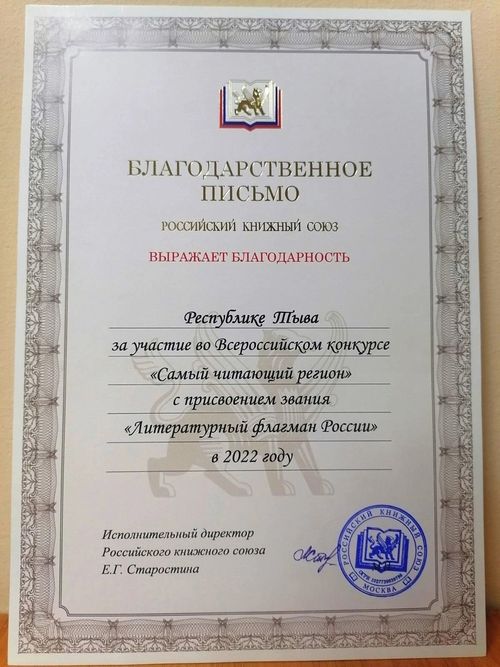 БЛАГОДАРСТВЕННОЕ
ПИСЬМО
РОССИЙСКИЙ КНИЖНЫЙ СОЮЗ
ВЫРАЖАЕТ БЛАГОДАРНОСТЬ
Республике Тыва
за участие во Всероссийском конкурсе
«Самый читающий регион»
с присвоением звания
«Литературный флагман России»
в 2022 году
Исполнительный директор
Российского книжного союза
Е.Г. Старостина
РОССИЙСКИЙ КНИЖНЫЙ СОЮЗ
МОСКВА